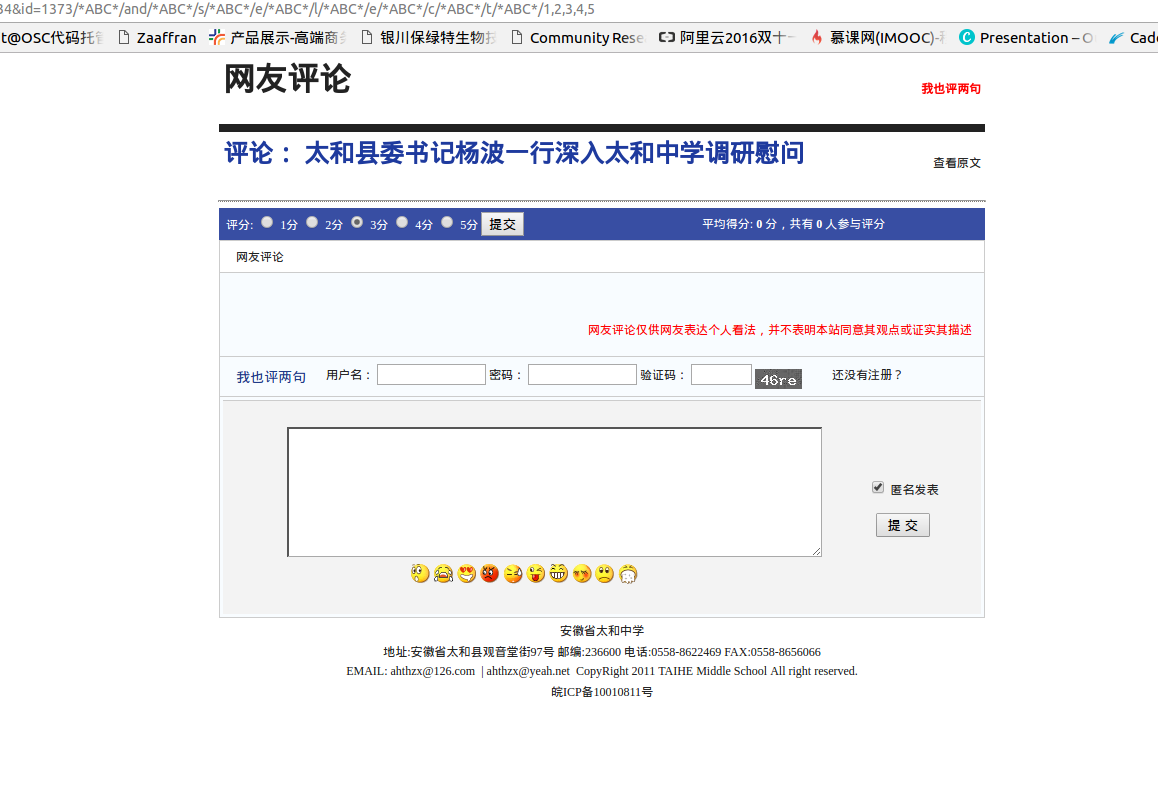 34&id=1373/*ABC*/and/*ABC*/s/*ABC*/e/*ABC*/l/*ABC*/e/*ABC*/c/*ABC*/t/*ABC*/1,2,3,4,5
t@OSC代码托管 Zaaffran 产品展示-高端商务 银川保绿特生物技 Community Rese 阿里云2016双十一 慕课网(IMOOC)-科 Presentation – O Cado
网友评论
我也评两句
评论： 太和县委书记杨波一行深入太和中学调研慰问
查看原文
评分: 1分 2分 3分 4分 5分 提交 平均得分: 0 分，共有 0 人参与评分
网友评论
网友评论仅供网友表达个人看法，并不表明本站同意其观点或证实其描述
我也评两句 用户名： 密码： 验证码： 46re 还没有注册？
匿名发表
提 交
安徽省太和中学
地址:安徽省太和县观音堂街97号 邮编:236600 电话:0558-8622469 FAX:0558-8656066
EMAIL: ahthzx@126.com | ahthzx@yeah.net CopyRight 2011 TAIHE Middle School All right reserved.
皖ICP备10010811号